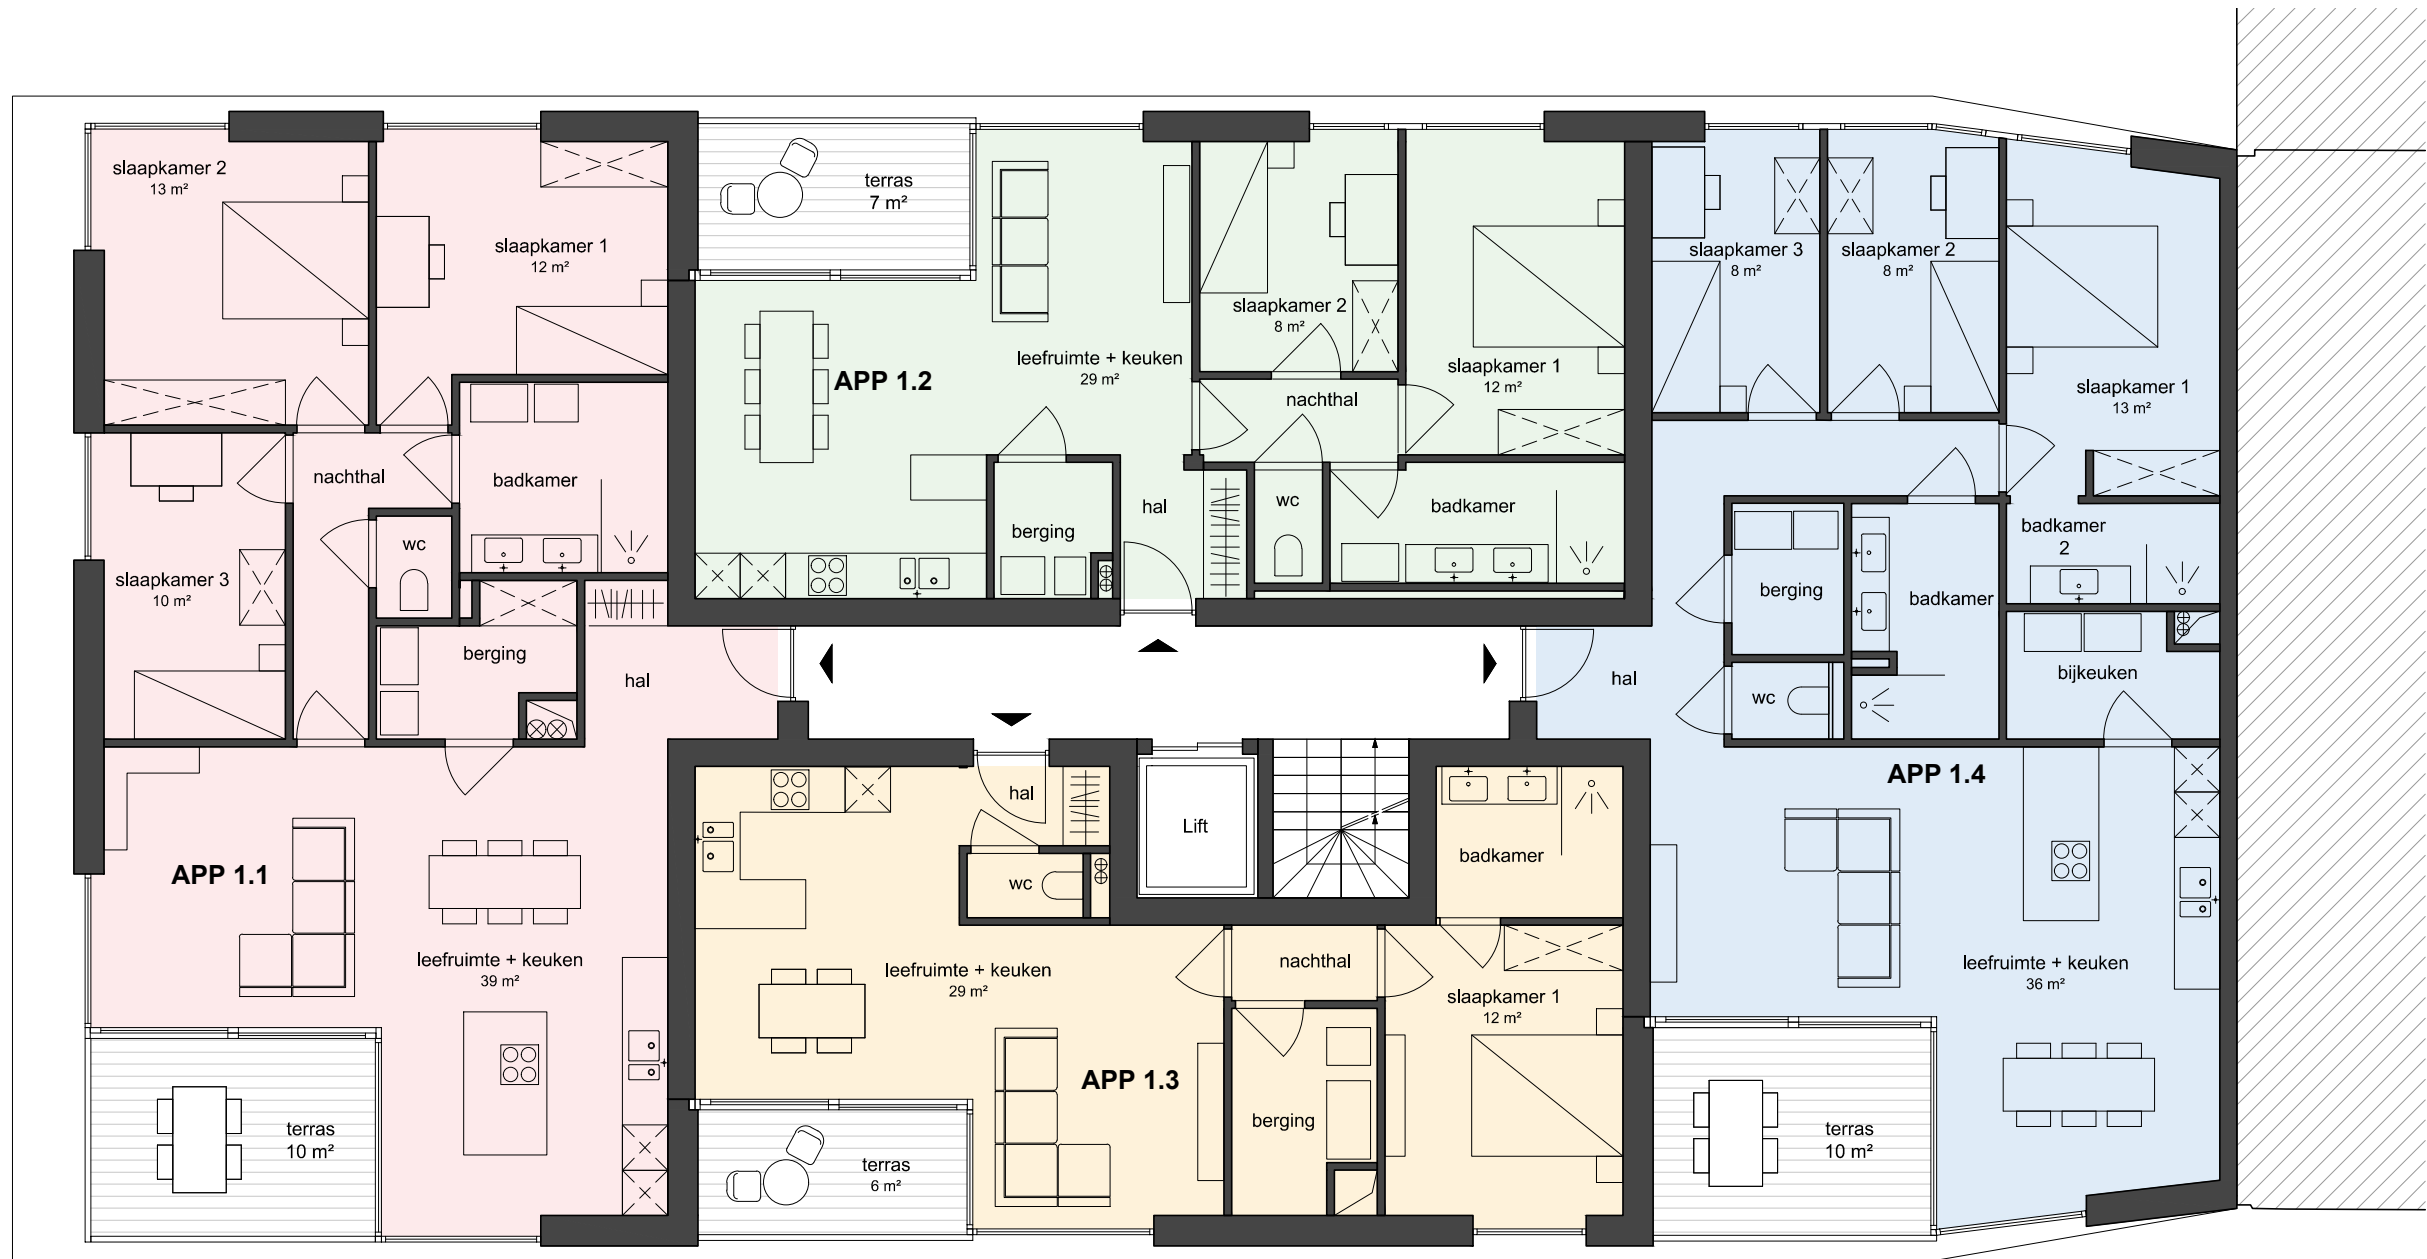 slaapkamer 2
13 m²
slaapkamer 1
12 m²
nachthal
badkamer
wc
slaapkamer 3
10 m²
berging
hal
APP 1.1
leefruimte + keuken
39 m²
terras
10 m²
terras
7 m²
slaapkamer 2
8 m²
leefruimte + keuken
29 m²
APP 1.2
slaapkamer 1
12 m²
nachthal
wc
badkamer
hal
berging
hal
Lift
badkamer
wc
leefruimte + keuken
29 m²
nachthal
slaapkamer 1
12 m²
APP 1.3
berging
terras
6 m²
slaapkamer 3
8 m²
slaapkamer 2
8 m²
slaapkamer 1
13 m²
badkamer
2
berging
badkamer
hal
wc
bijkeuken
APP 1.4
leefruimte + keuken
36 m²
terras
10 m²